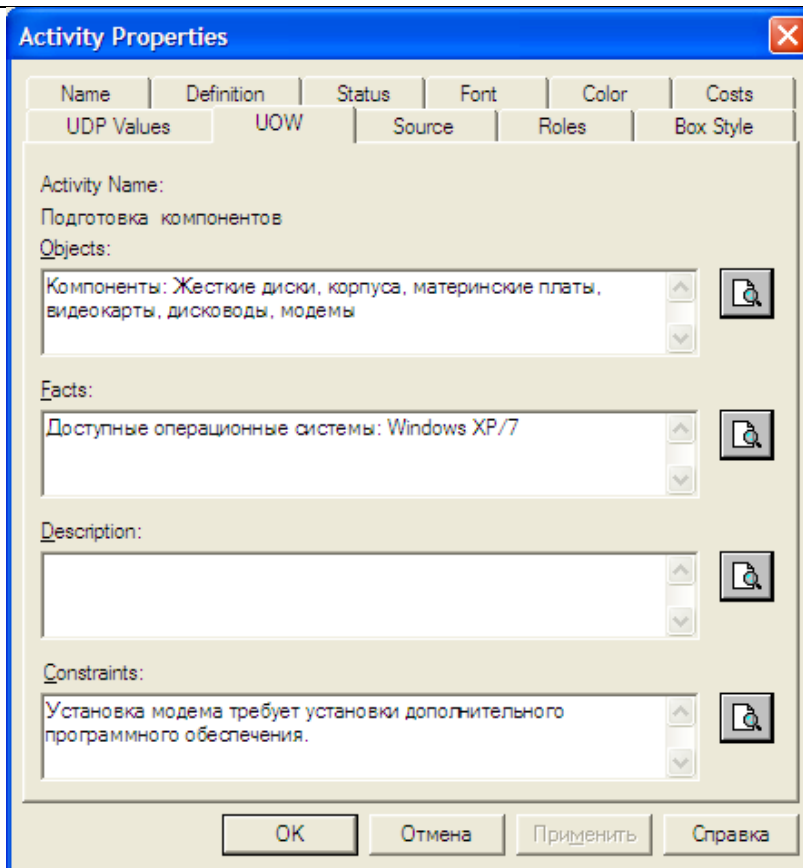 Activity Properties
Name Definition Status Font Color Costs
UDP Values UOW Source Roles Box Style
Activity Name:
Подготовка компонентов
Objects:
Компоненты: Жесткие диски, корпуса, материнские платы,
видеокарты, дисководы, модемы
Facts:
Доступные операционные системы: Windows XP/7
Description:
Constraints:
Установка модема требует установки дополнительного
программного обеспечения.
OK Отмена Применить Справка